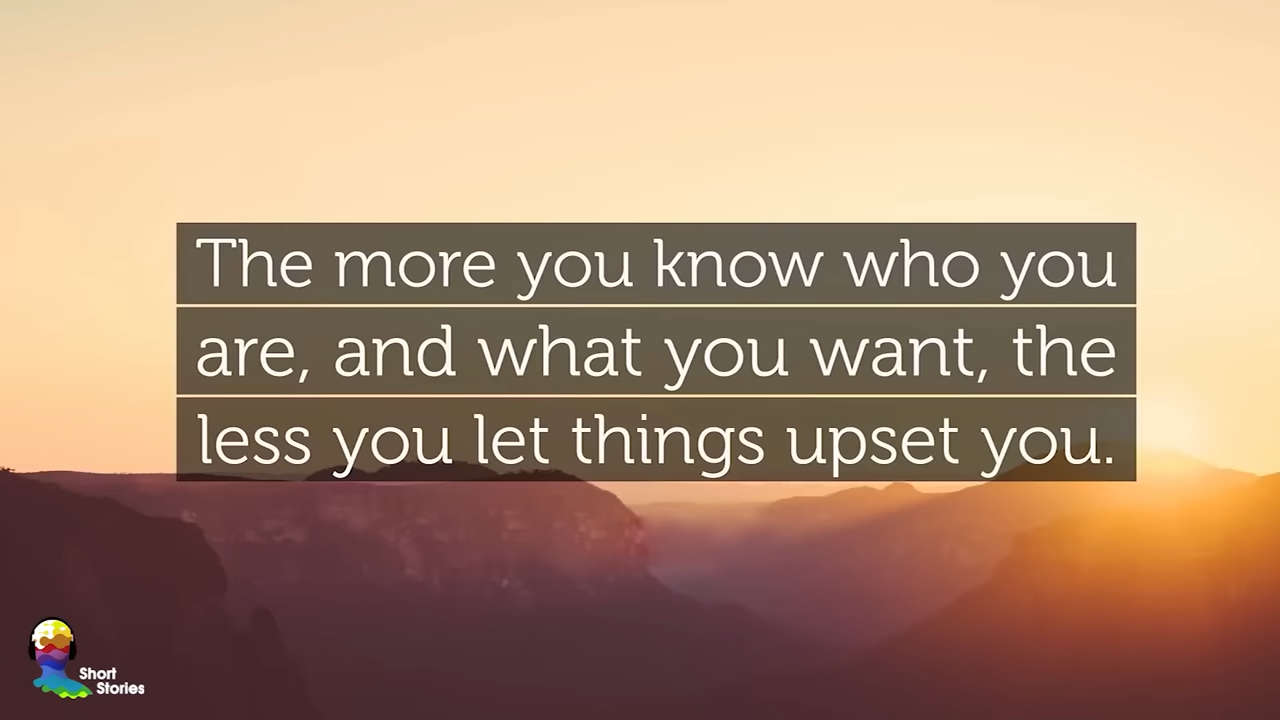 The more you know who you
are, and what you want, the
less you let things upset you.
Short
Stories